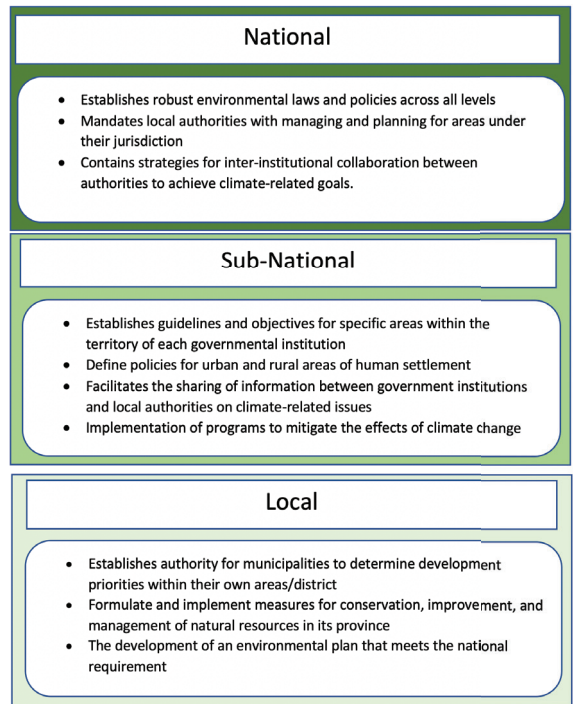 National
• Establishes robust environmental laws and policies across all levels
• Mandates local authorities with managing and planning for areas under
their jurisdiction
• Contains strategies for inter-institutional collaboration between
authorities to achieve climate-related goals.
Sub-National
• Establishes guidelines and objectives for specific areas within the
territory of each governmental institution
• Define policies for urban and rural areas of human settlement
• Facilitates the sharing of information between government institutions
and local authorities on climate-related issues
• Implementation of programs to mitigate the effects of climate change
Local
• Establishes authority for municipalities to determine development
priorities within their own areas/district
• Formulate and implement measures for conservation, improvement, and
management of natural resources in its province
• The development of an environmental plan that meets the national
requirement